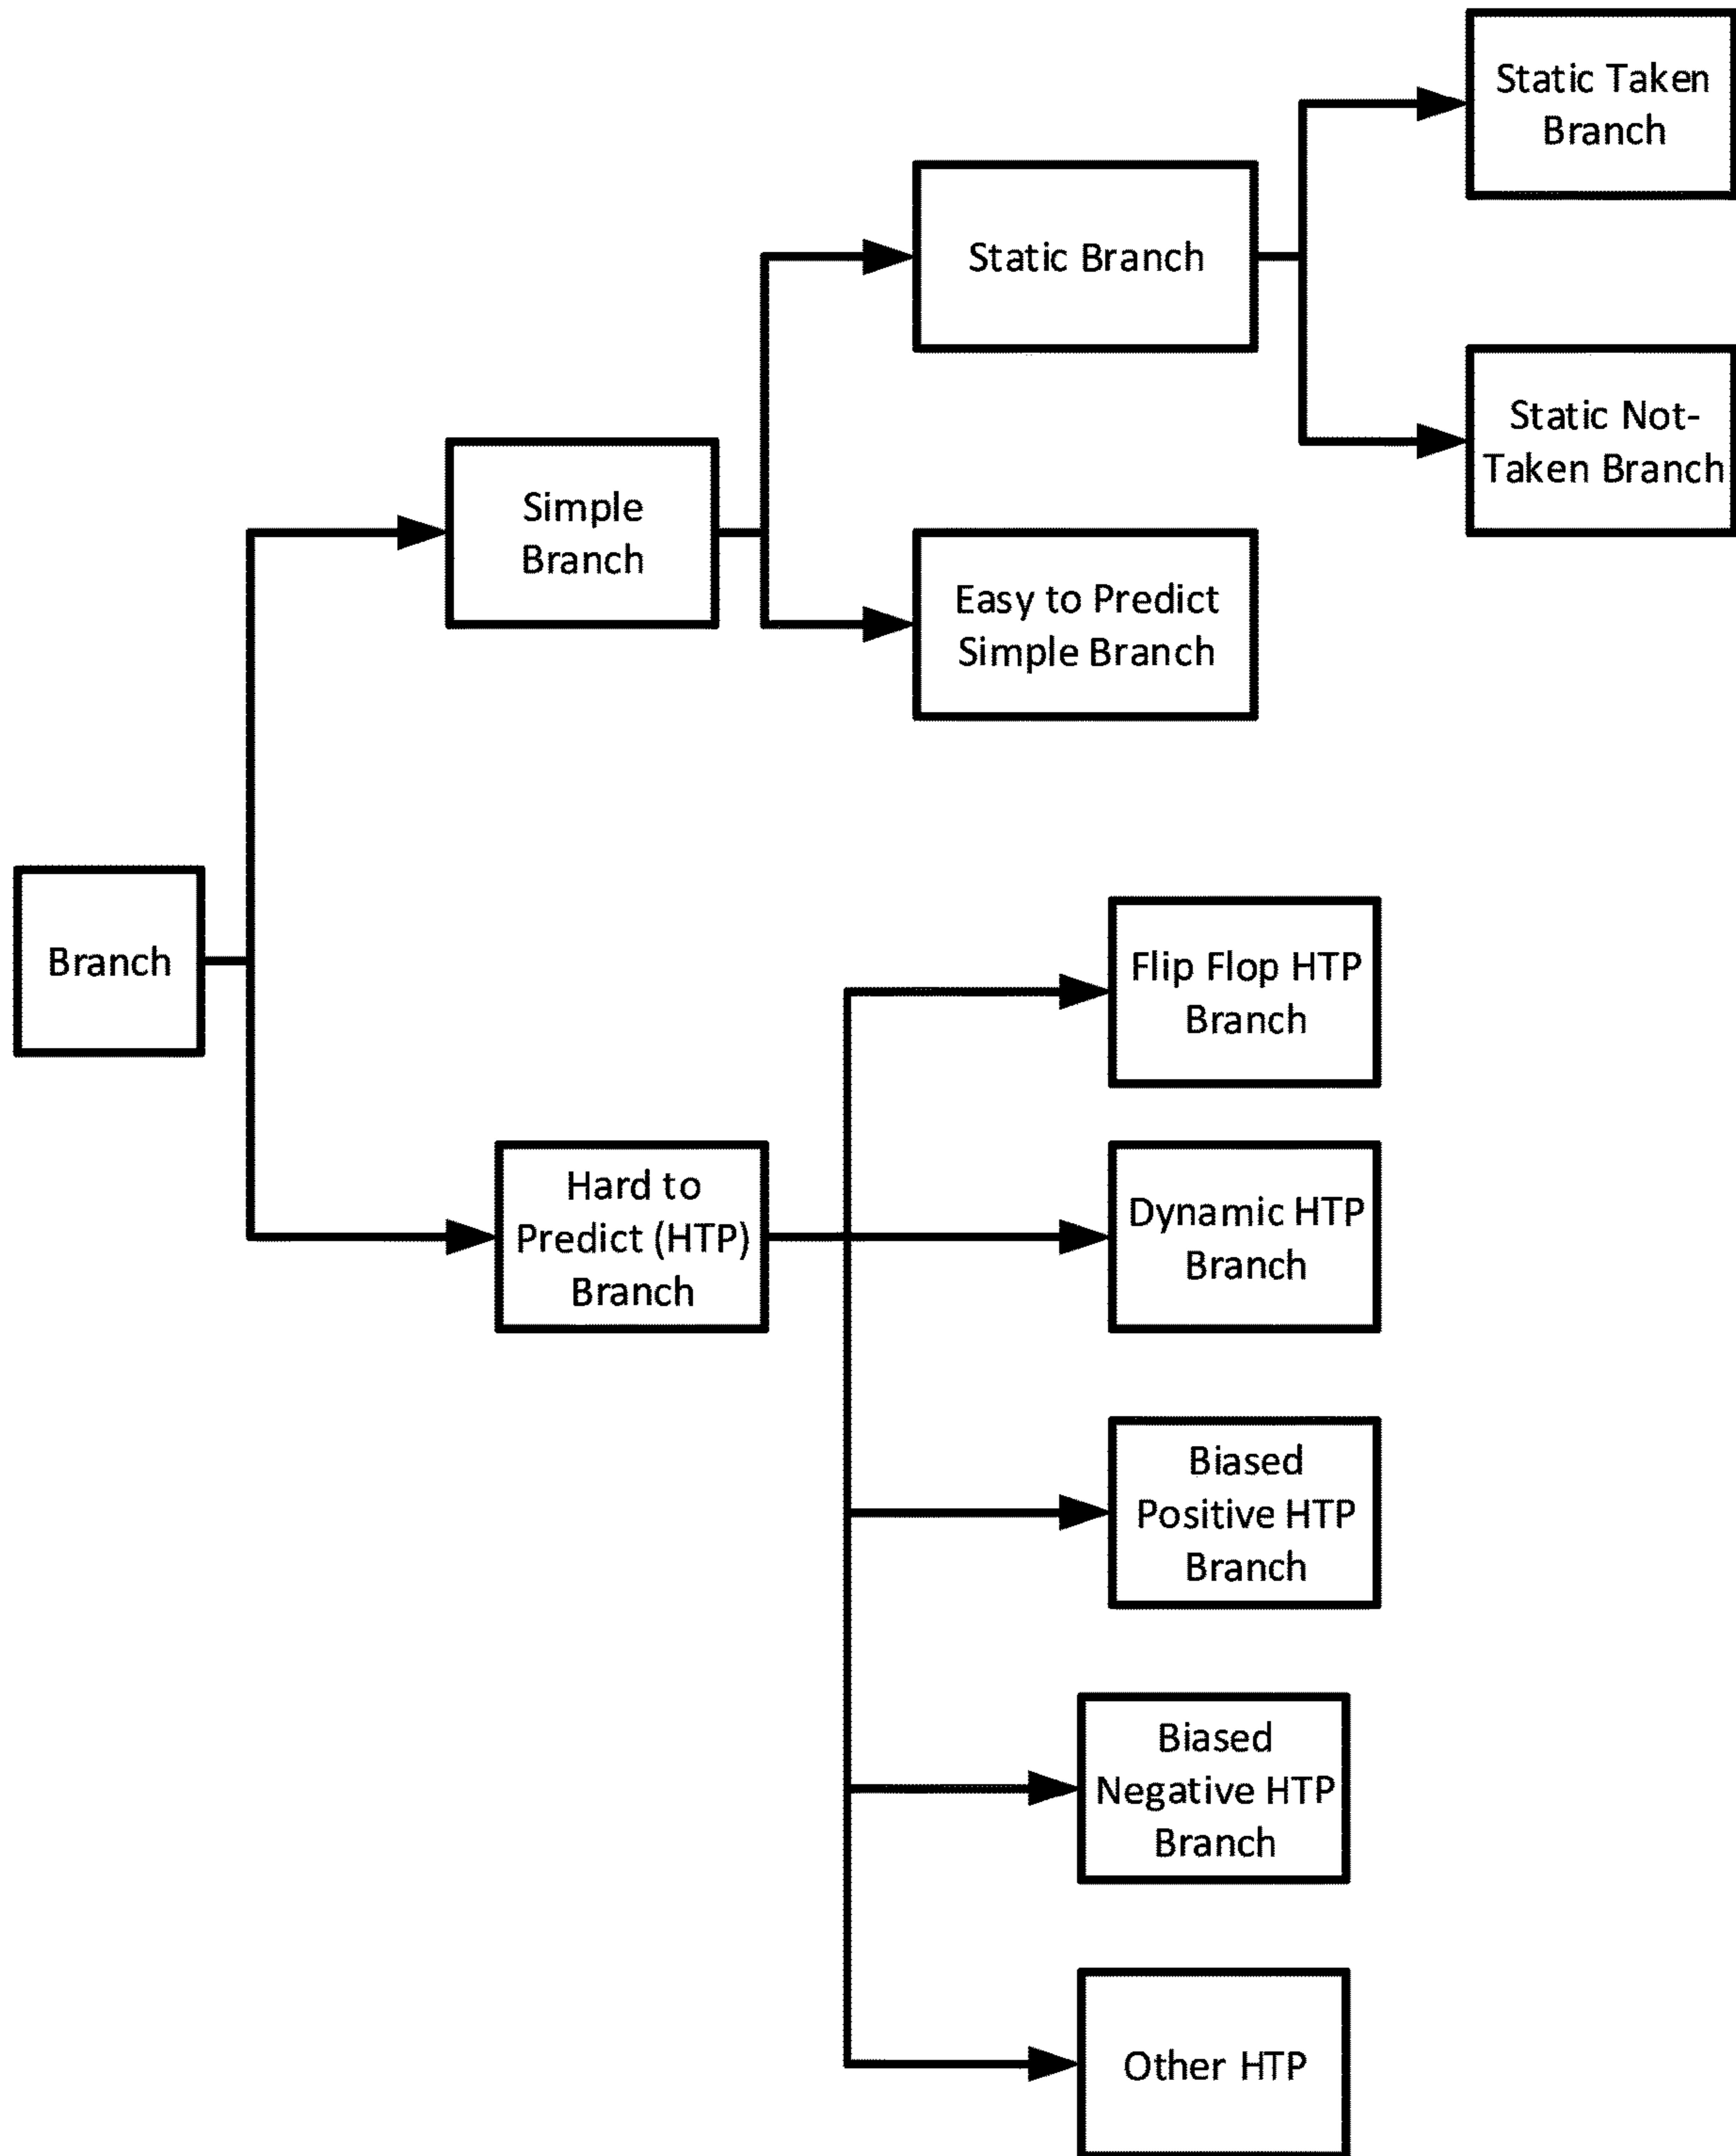 Static Taken
Branch
Static Branch
Static Not-
Taken Branch
Simple
Branch
Easy to Predict
Simple Branch
Branch
Flip Flop HTP
Branch
Hard to
Predict (HTP)
Branch
Dynamic HTP
Branch
Biased
Positive HTP
Branch
Biased
Negative HTP
Branch
Other HTP